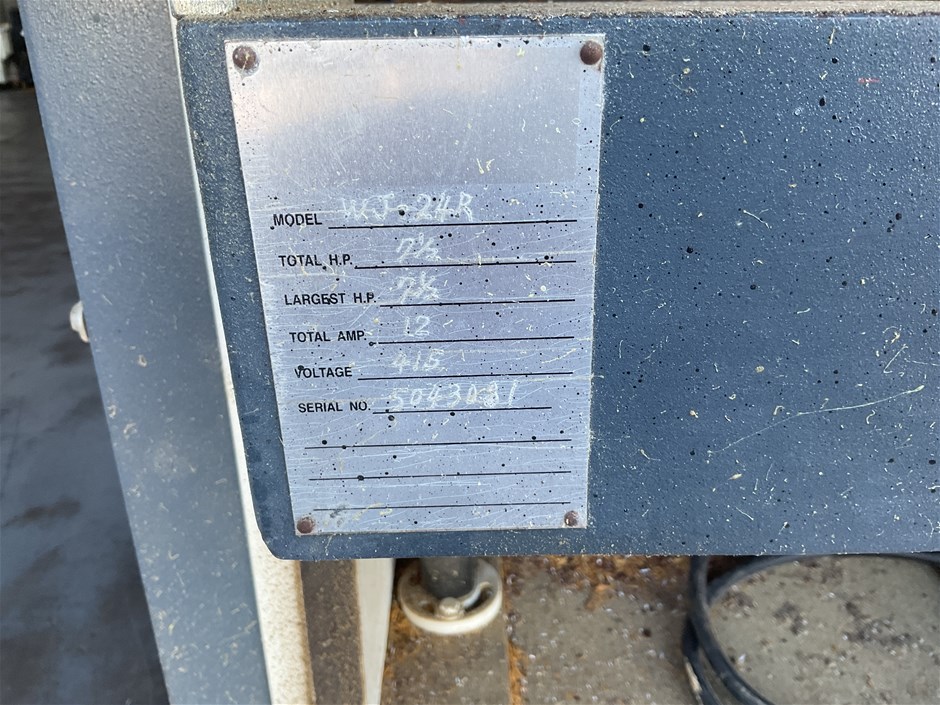 MODEL WJ-24R
TOTAL H.P. 7½
LARGEST H.P. 7½
TOTAL AMP. 12
VOLTAGE 415
SERIAL NO. 5043031